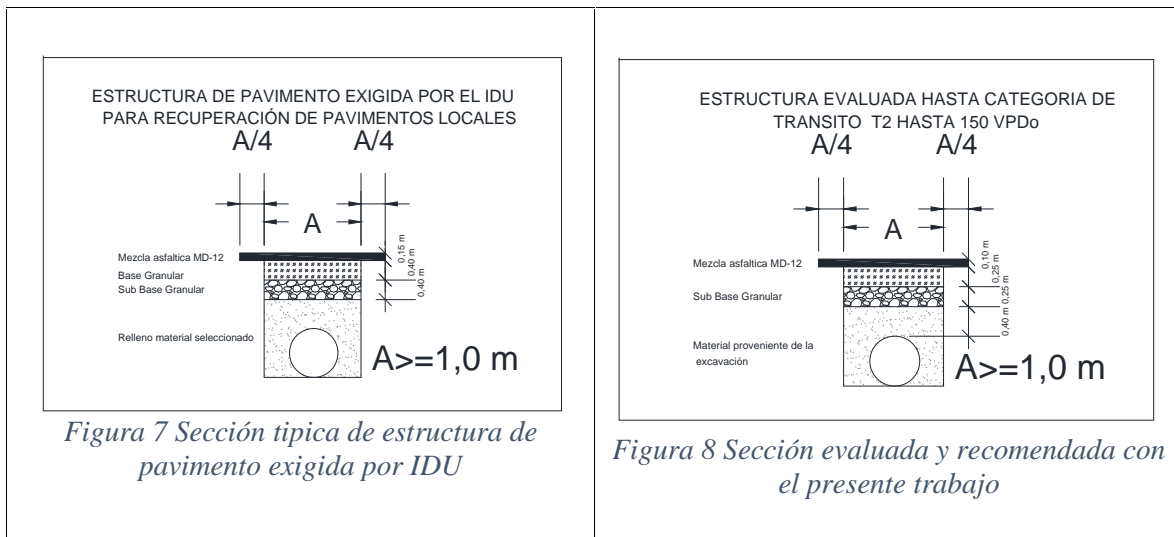 ESTRUCTURA DE PAVIMENTO EXIGIDA POR EL IDU
PARA RECUPERACIÓN DE PAVIMENTOS LOCALES
A/4 A/4
A
Mezcla asfaltica MD-12
Base Granular
Sub Base Granular
Relleno material seleccionado
0,15 m
0,40 m
0,40 m
A>=1,0 m
Figura 7 Sección tipica de estructura de
pavimento exigida por IDU
ESTRUCTURA EVALUADA HASTA CATEGORIA DE
TRANSITO T2 HASTA 150 VPDo
A/4 A/4
A
Mezcla asfaltica MD-12
Sub Base Granular
Material proveniente de la
excavación
0,10 m
0,25 m
0,25 m
0,40 m
A>=1,0 m
Figura 8 Sección evaluada y recomendada con
el presente trabajo